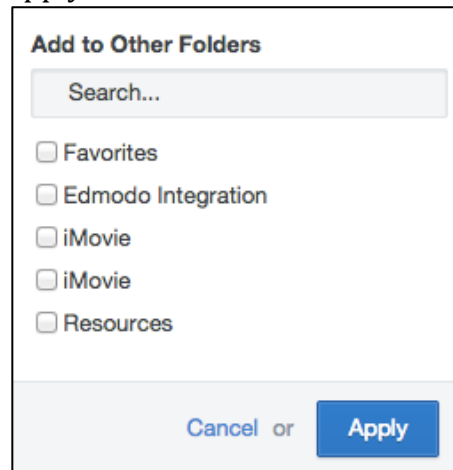 Add to Other Folders
Search...
Favorites
Edmodo Integration
iMovie
iMovie
Resources
Cancel or Apply